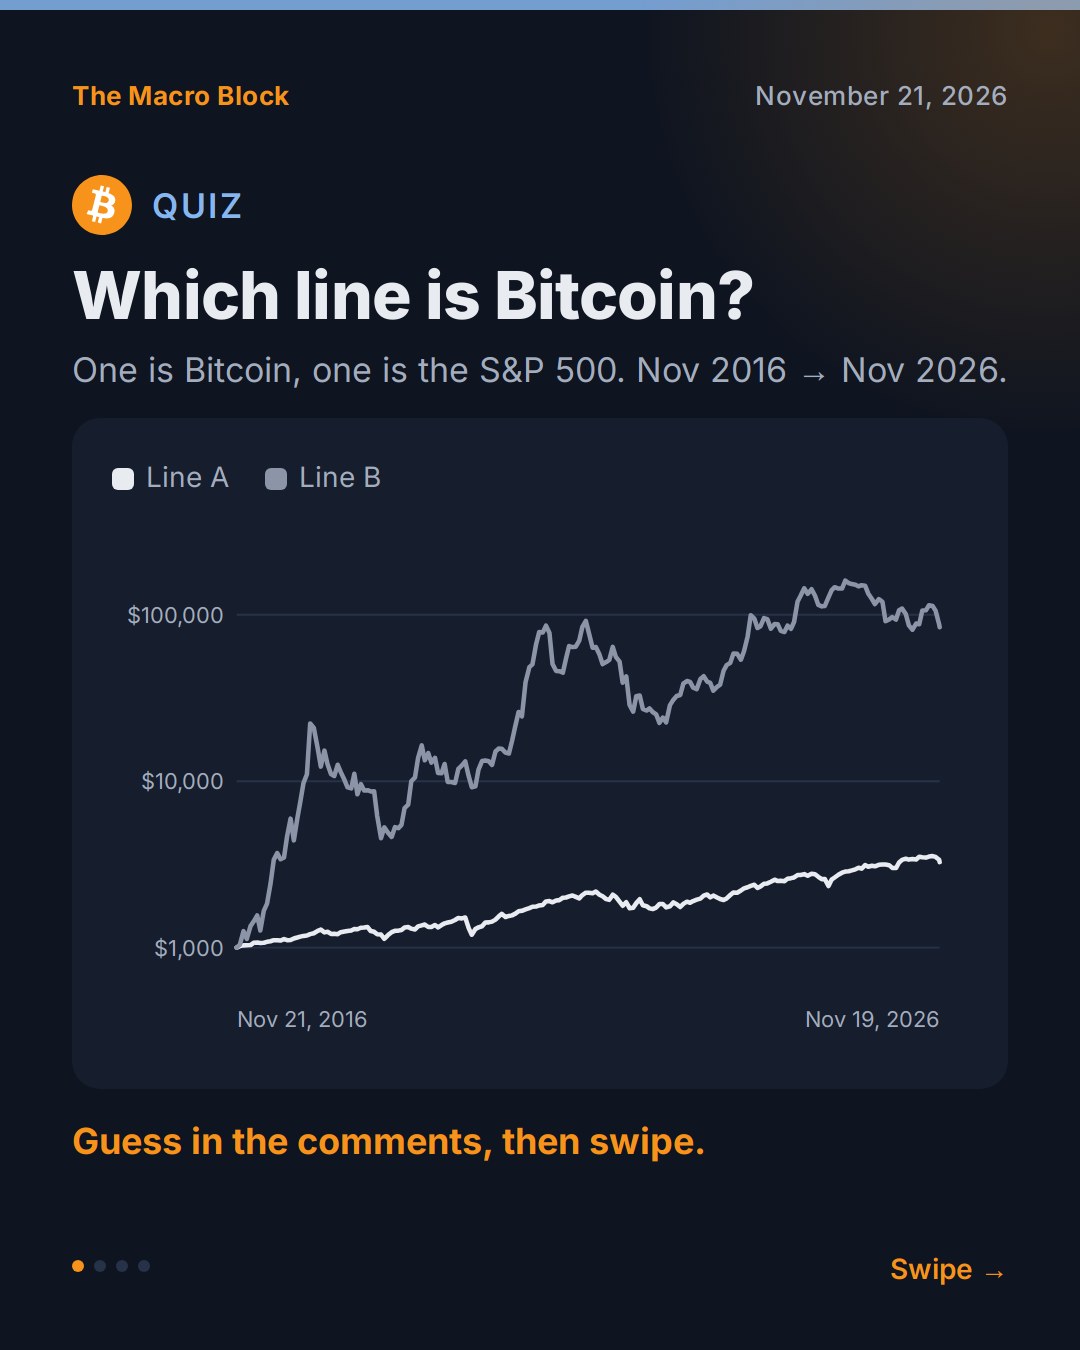 The Macro Block
November 21, 2026
QUIZ
Which line is Bitcoin?
One is Bitcoin, one is the S&P 500. Nov 2016 → Nov 2026.
Line A
Line B
$100,000
$10,000
$1,000
Nov 21, 2016
Nov 19, 2026
Guess in the comments, then swipe.
Swipe →